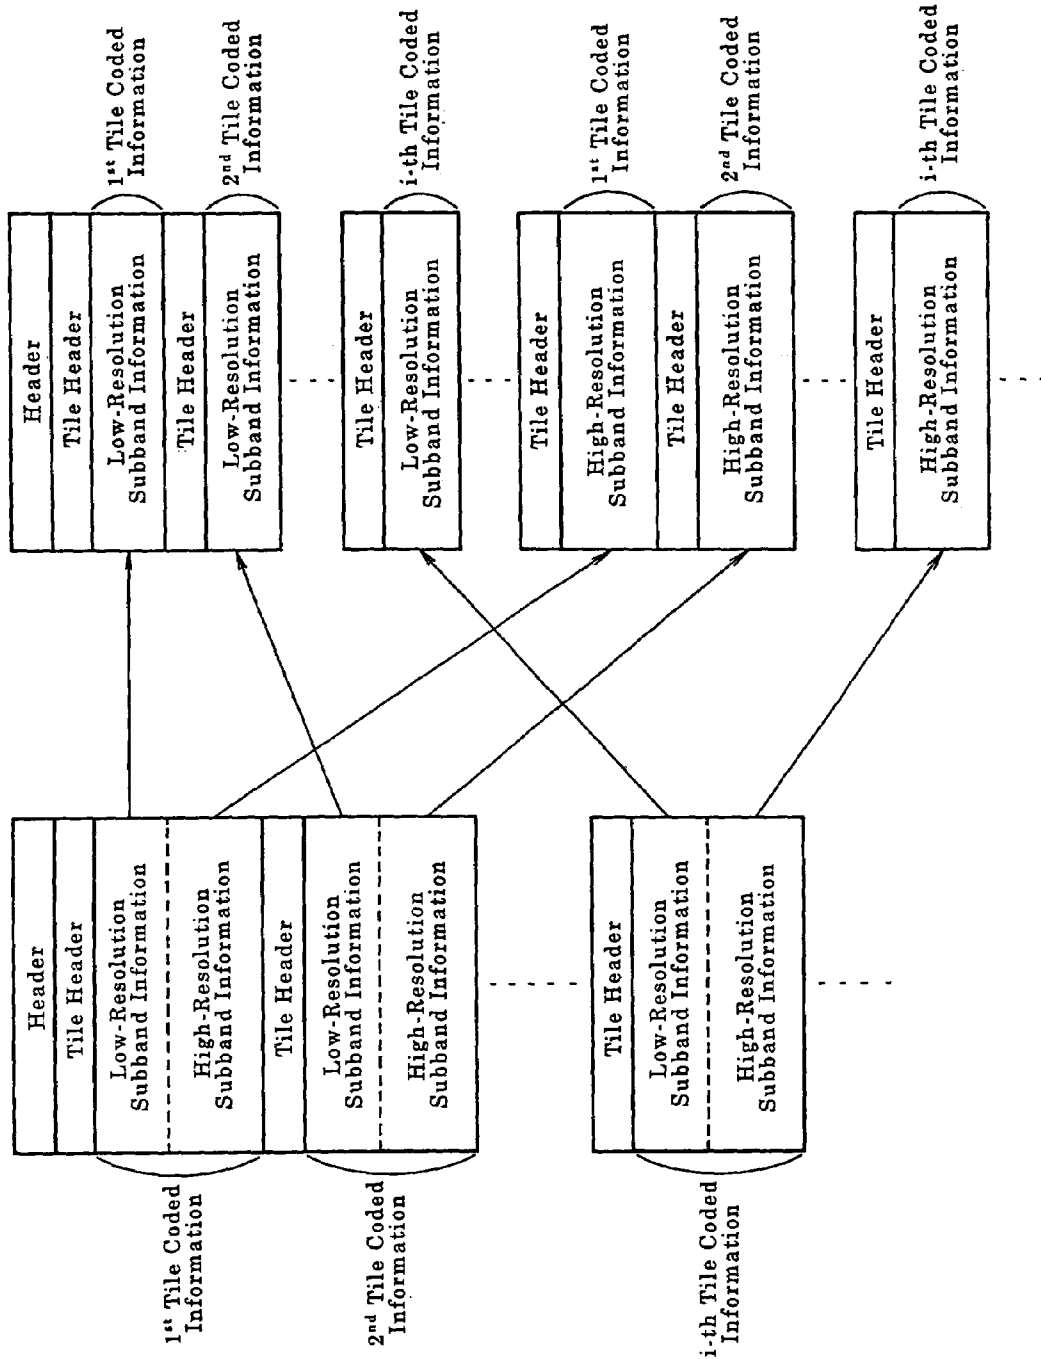 1st Tile Coded
Information
2nd Tile Coded
Information
i-th Tile Coded
Information
Header
Tile Header
Low-Resolution
Subband Information
High-Resolution
Subband Information
Tile Header
Low-Resolution
Subband Information
High-Resolution
Subband Information
Tile Header
Low-Resolution
Subband Information
High-Resolution
Subband Information
Header
Tile Header
Low-Resolution
Subband Information
Tile Header
Low-Resolution
Subband Information
Tile Header
Low-Resolution
Subband Information
Tile Header
High-Resolution
Subband Information
Tile Header
High-Resolution
Subband Information
Tile Header
High-Resolution
Subband Information
1st Tile Coded
Information
2nd Tile Coded
Information
i-th Tile Coded
Information
1st Tile Coded
Information
2nd Tile Coded
Information
i-th Tile Coded
Information